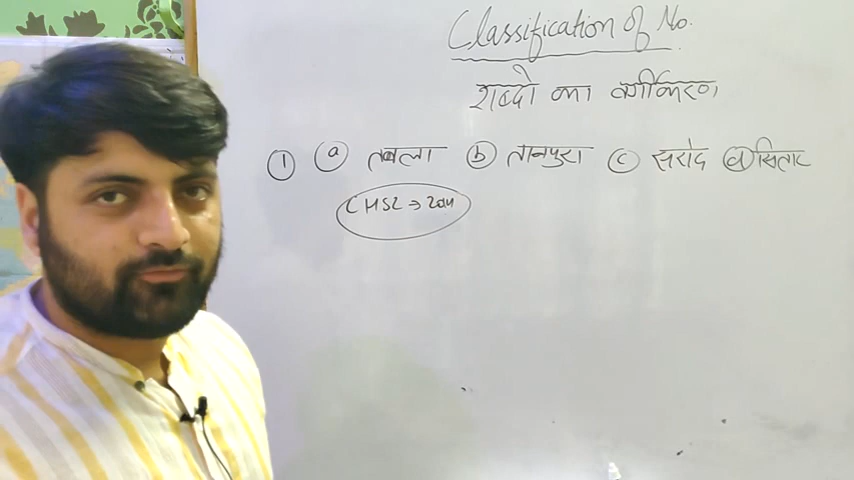 Classification of No.
शब्दो का वर्गीकरण
① ⓐ तबला ⓑ तानपुरा ⓒ सरोद ⓓ सितार
CHSL → 2014